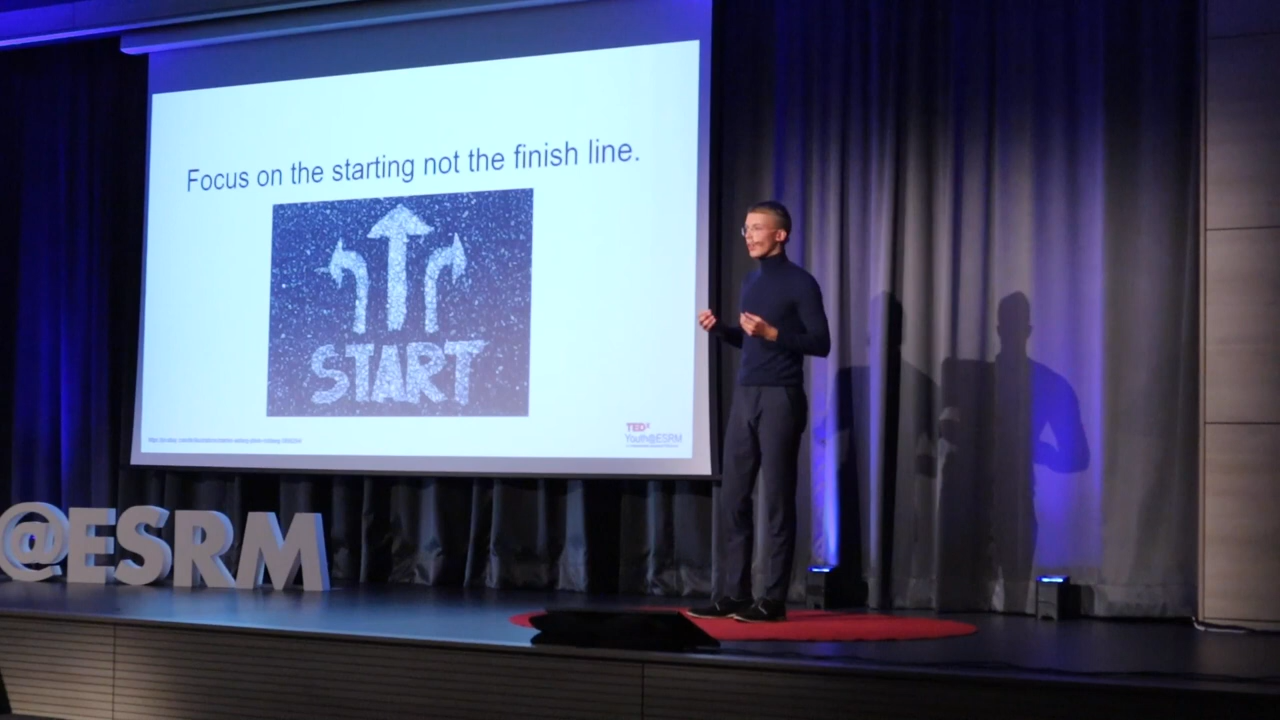 Focus on the starting not the finish line.
START
TEDx
Youth@ESRM
@ESRM